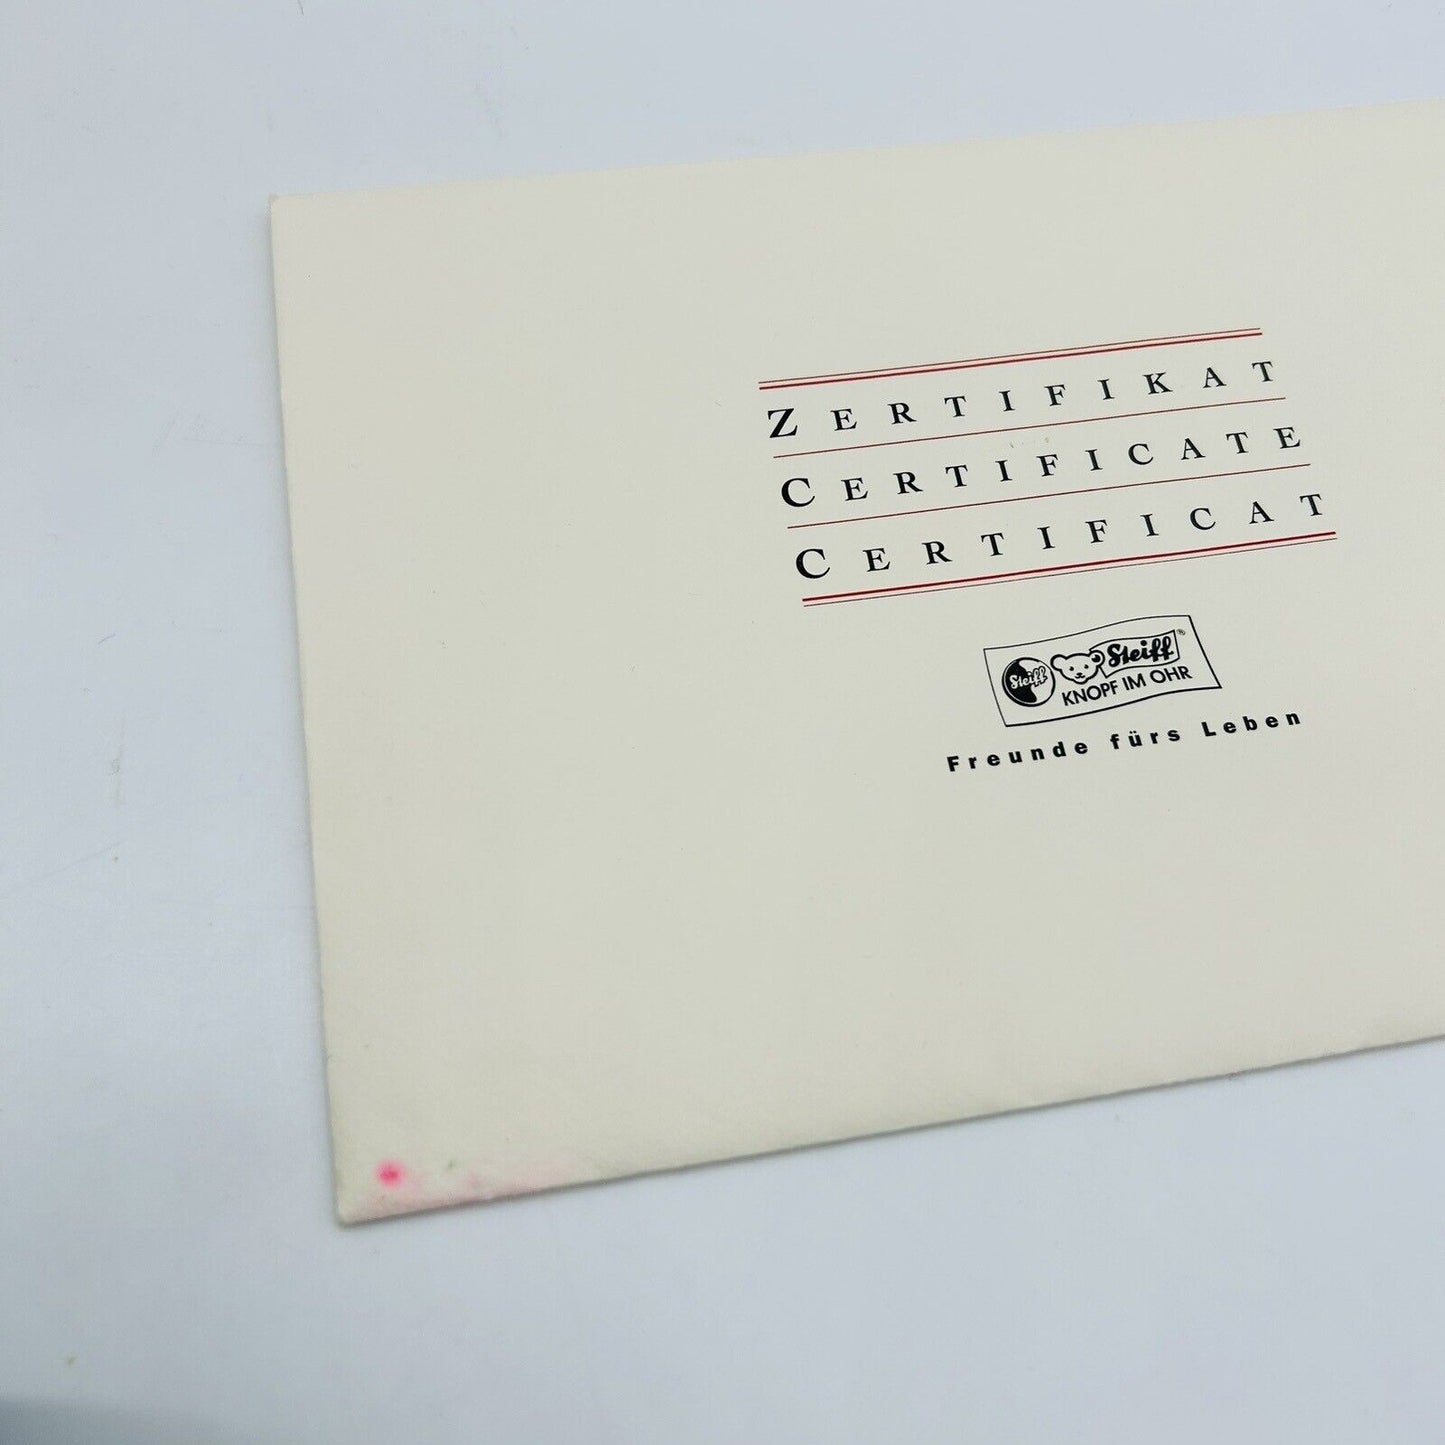 ZERTIFIKAT
CERTIFICATE
CERTIFICAT
Steiff
Steiff®
KNOPF IM OHR
Freunde fürs Leben